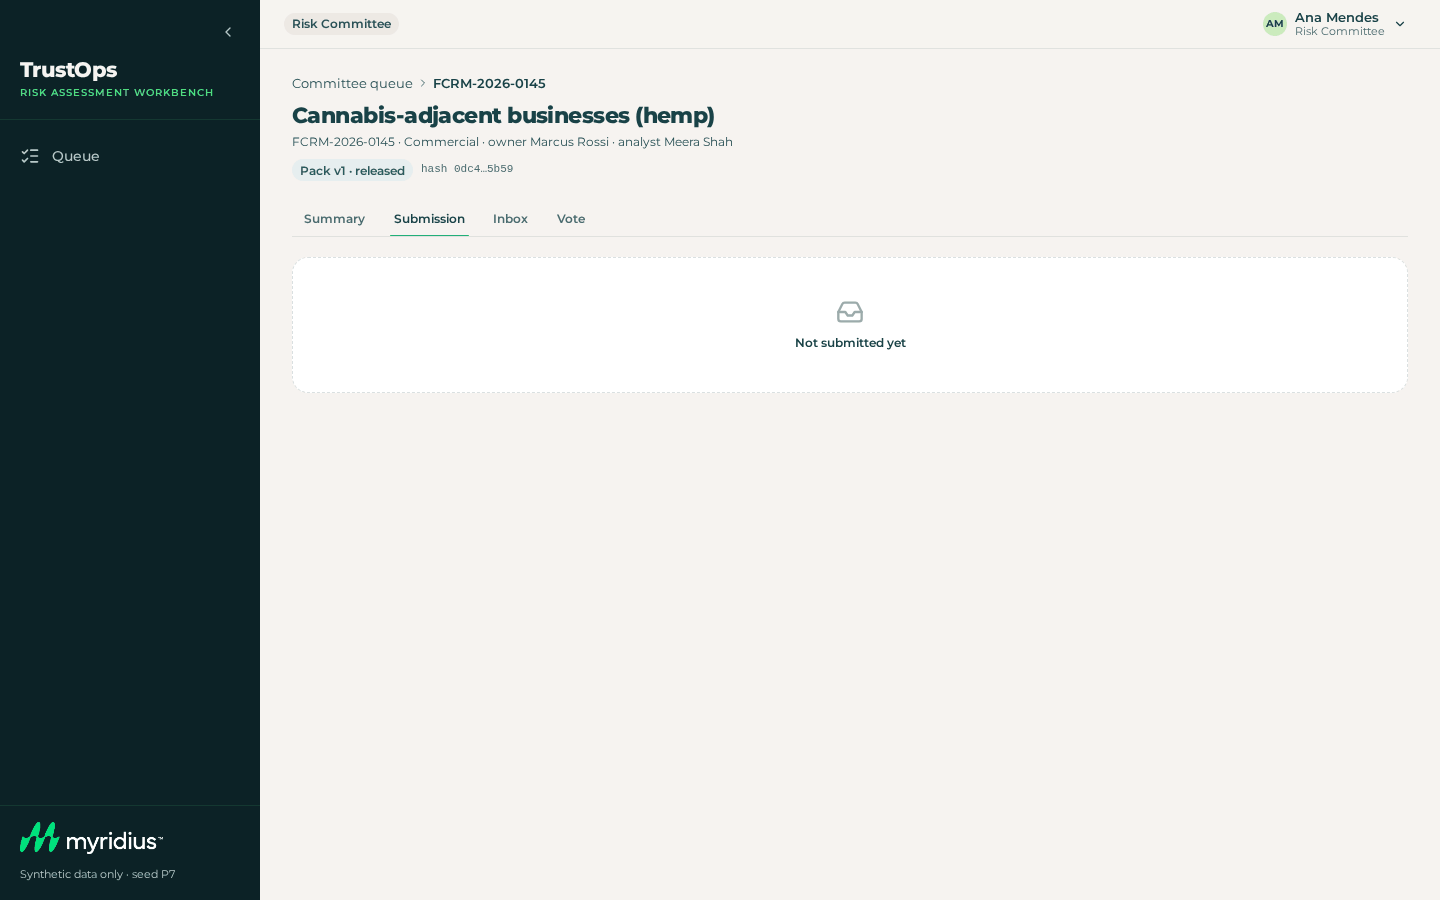 Risk Committee
AM
Ana Mendes
Risk Committee
TrustOps
RISK ASSESSMENT WORKBENCH
Queue
Committee queue > FCRM-2026-0145
Cannabis-adjacent businesses (hemp)
FCRM-2026-0145 · Commercial · owner Marcus Rossi · analyst Meera Shah
Pack v1 · released hash 0dc4…5b59
Summary Submission Inbox Vote
Not submitted yet
myridius™
Synthetic data only · seed P7